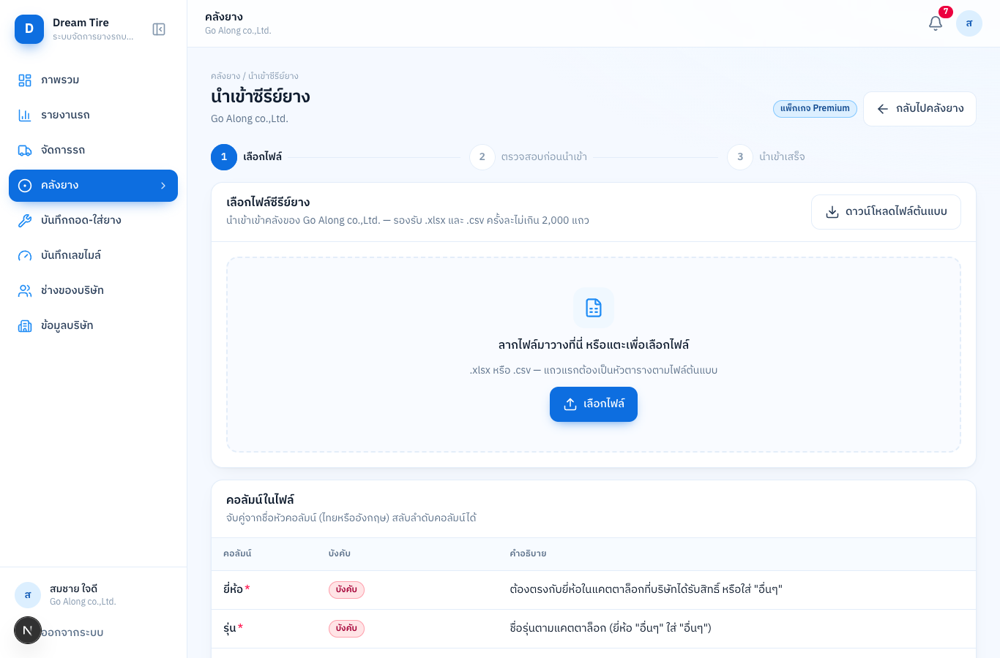 D
Dream Tire
ระบบจัดการยางรถบ...
ภาพรวม
รายงานรถ
จัดการรถ
คลังยาง
บันทึกถอด-ใส่ยาง
บันทึกเลขไมล์
ช่างของบริษัท
ข้อมูลบริษัท
ส
สมชาย ใจดี
Go Along co.,Ltd.
N
ออกจากระบบ
คลังยาง
Go Along co.,Ltd.
7
ส
คลังยาง / นำเข้าซีรีย์ยาง
นำเข้าซีรีย์ยาง
Go Along co.,Ltd.
แพ็กเกจ Premium
กลับไปคลังยาง
1 เลือกไฟล์
2 ตรวจสอบก่อนนำเข้า
3 นำเข้าเสร็จ
เลือกไฟล์ซีรีย์ยาง
นำเข้าเข้าคลังของ Go Along co.,Ltd. — รองรับ .xlsx และ .csv ครั้งละไม่เกิน 2,000 แถว
ดาวน์โหลดไฟล์ต้นแบบ
ลากไฟล์มาวางที่นี่ หรือแตะเพื่อเลือกไฟล์
.xlsx หรือ .csv — แถวแรกต้องเป็นหัวตารางตามไฟล์ต้นแบบ
เลือกไฟล์
คอลัมน์ในไฟล์
จับคู่จากชื่อหัวคอลัมน์ (ไทยหรืออังกฤษ) สลับลำดับคอลัมน์ได้
คอลัมน์ บังคับ คำอธิบาย
ยี่ห้อ * บังคับ ต้องตรงกับยี่ห้อในแคตตาล็อกที่บริษัทได้รับสิทธิ์ หรือใส่ "อื่นๆ"
รุ่น * บังคับ ชื่อรุ่นตามแคตตาล็อก (ยี่ห้อ "อื่นๆ" ใส่ "อื่นๆ")